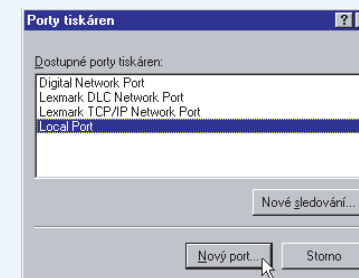 Porty tiskáren
Dostupné porty tiskáren:
Digital Network Port
Lexmark DLC Network Port
Lexmark TCP/IP Network Port
Local Port
Nové sledování...
Nový port...
Storno